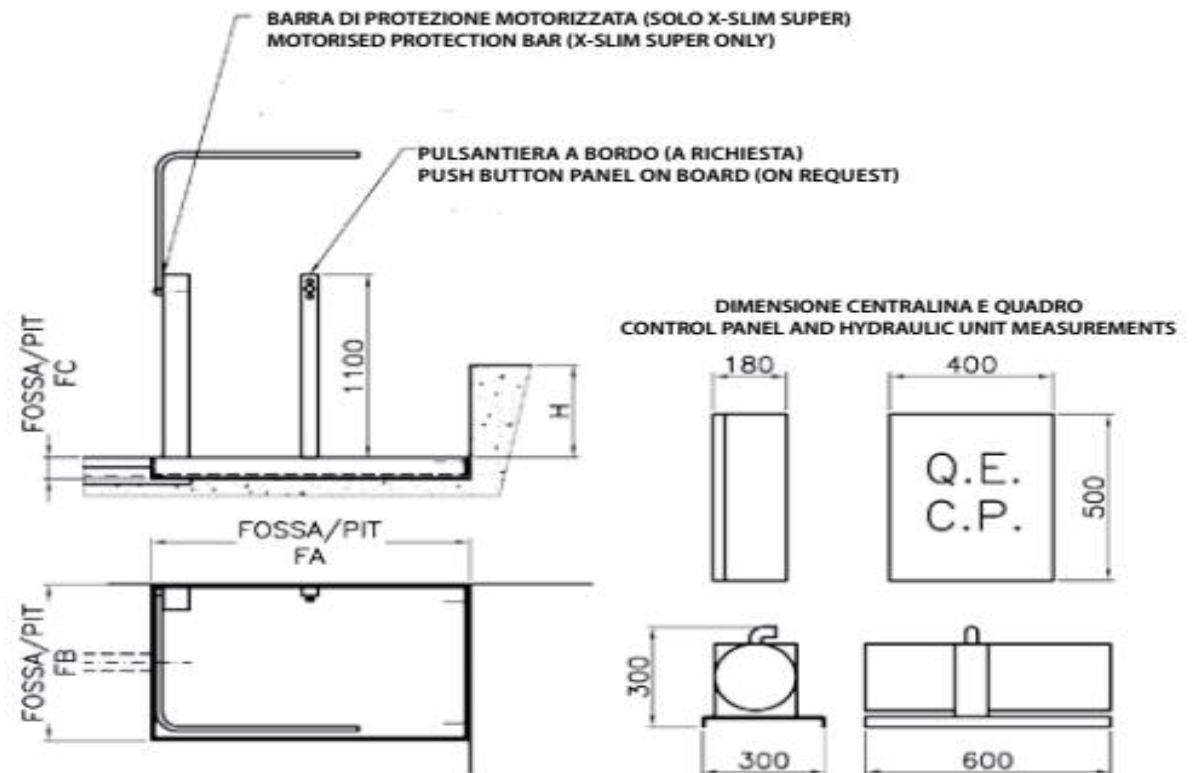 BARRA DI PROTEZIONE MOTORIZZATA (SOLO X-SLIM SUPER)
MOTORISED PROTECTION BAR (X-SLIM SUPER ONLY)
PULSANTIERA A BORDO (A RICHIESTA)
PUSH BUTTON PANEL ON BOARD (ON REQUEST)
FOSSA/PIT
FC
1100
H
FOSSA/PIT
FA
FOSSA/PIT
FB
DIMENSIONE CENTRALINA E QUADRO
CONTROL PANEL AND HYDRAULIC UNIT MEASUREMENTS
180
400
Q.E.
C.P.
500
300
300
600